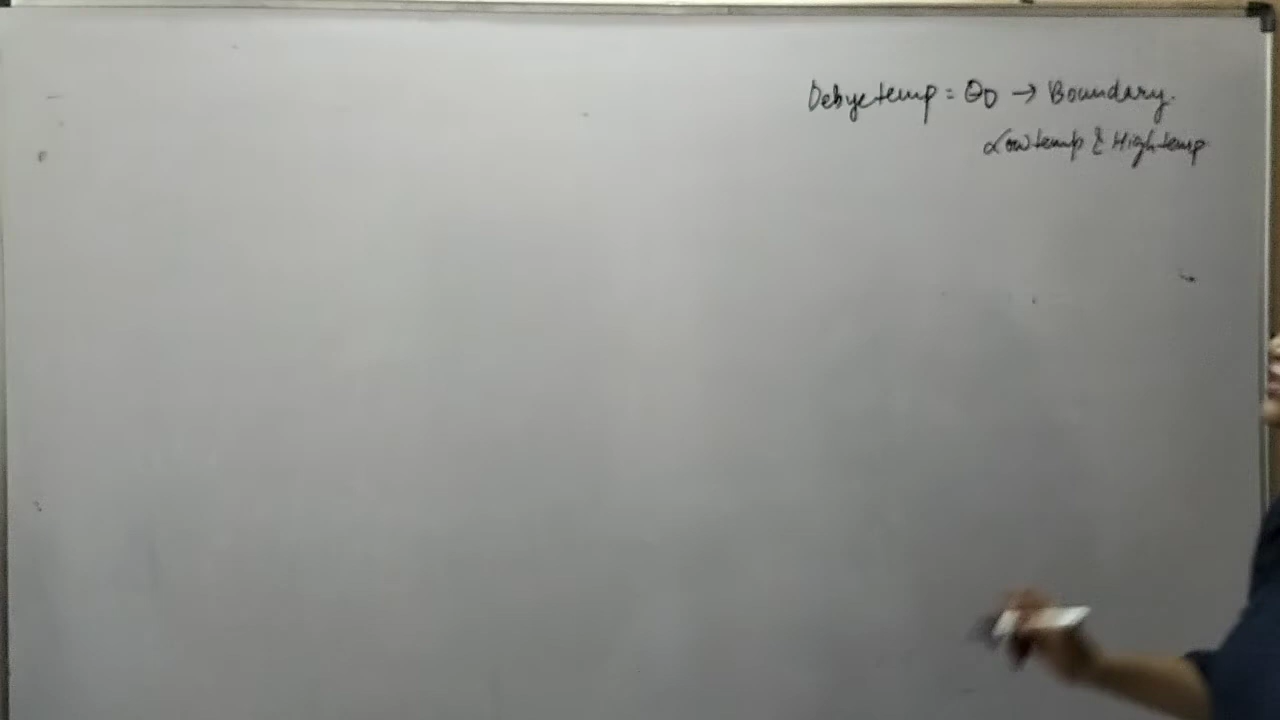 Debye temp = θD → Boundary.
Low temp & High temp